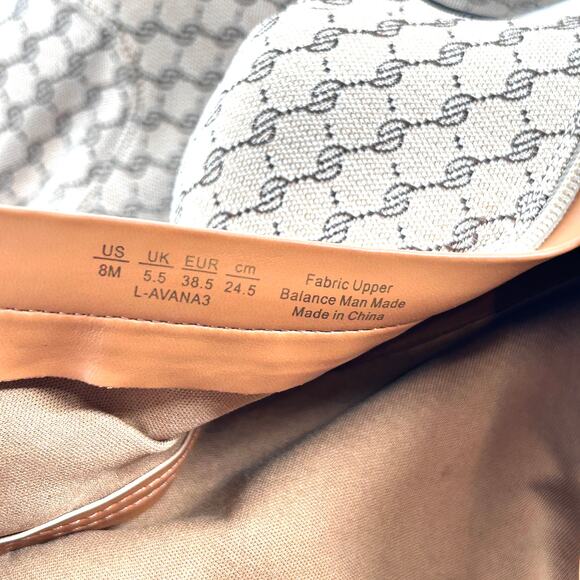 US UK EUR cm
8M 5.5 38.5 24.5
L-AVANA3
Fabric Upper
Balance Man Made
Made in China